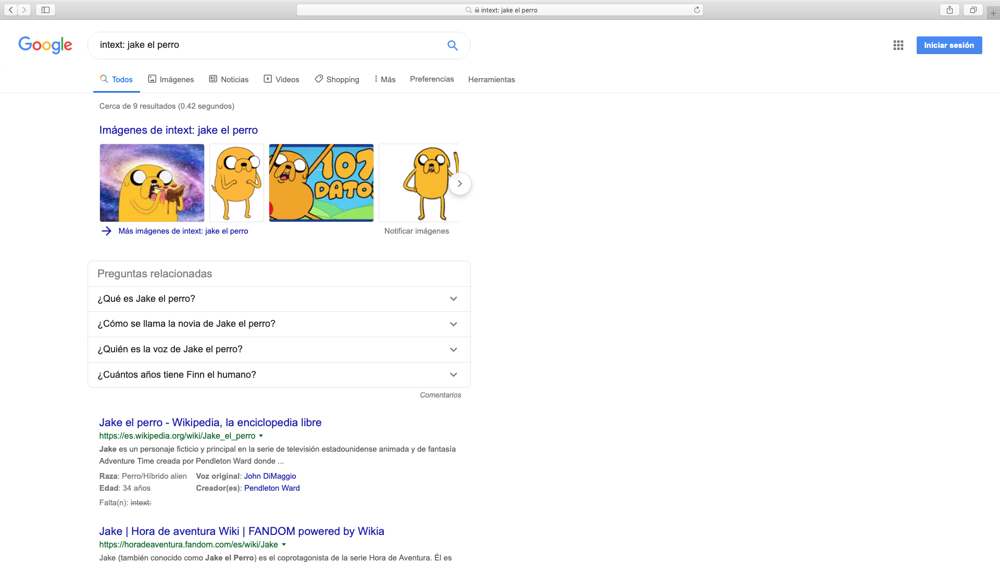 intext: jake el perro
Google
intext: jake el perro
Iniciar sesión
Todos Imágenes Noticias Videos Shopping Más Preferencias Herramientas
Cerca de 9 resultados (0.42 segundos)
Imágenes de intext: jake el perro
107
DATO
Más imágenes de intext: jake el perro
Notificar imágenes
Preguntas relacionadas
¿Qué es Jake el perro?
¿Cómo se llama la novia de Jake el perro?
¿Quién es la voz de Jake el perro?
¿Cuántos años tiene Finn el humano?
Comentarios
Jake el perro - Wikipedia, la enciclopedia libre
https://es.wikipedia.org/wiki/Jake_el_perro
Jake es un personaje ficticio y principal en la serie de televisión estadounidense animada y de fantasía
Adventure Time creada por Pendleton Ward donde ...
Raza: Perro/Híbrido alien Voz original: John DiMaggio
Edad: 34 años Creador(es): Pendleton Ward
Falta(n): intext:
Jake | Hora de aventura Wiki | FANDOM powered by Wikia
https://horadeaventura.fandom.com/es/wiki/Jake
Jake (también conocido como Jake el Perro) es el coprotagonista de la serie Hora de Aventura. Él es